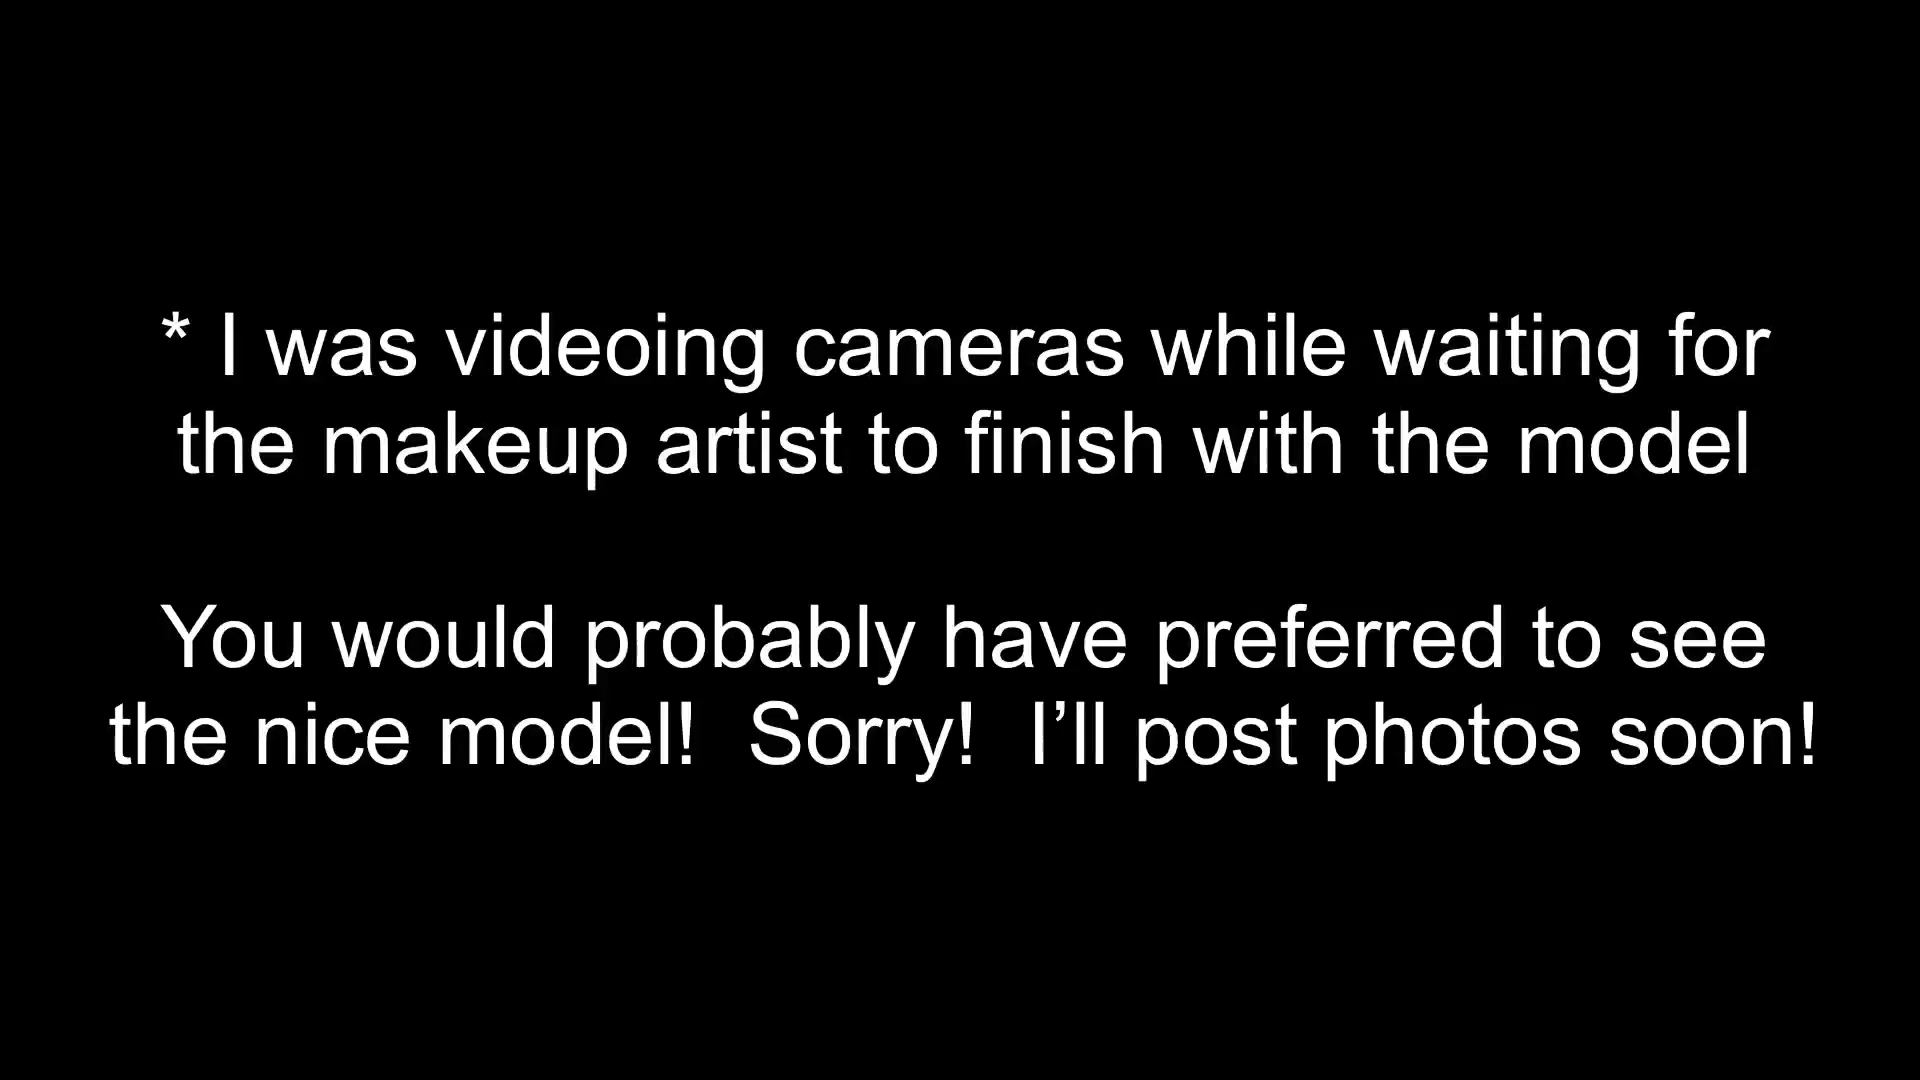 * I was videoing cameras while waiting for
the makeup artist to finish with the model
You would probably have preferred to see
the nice model!  Sorry!  I’ll post photos soon!